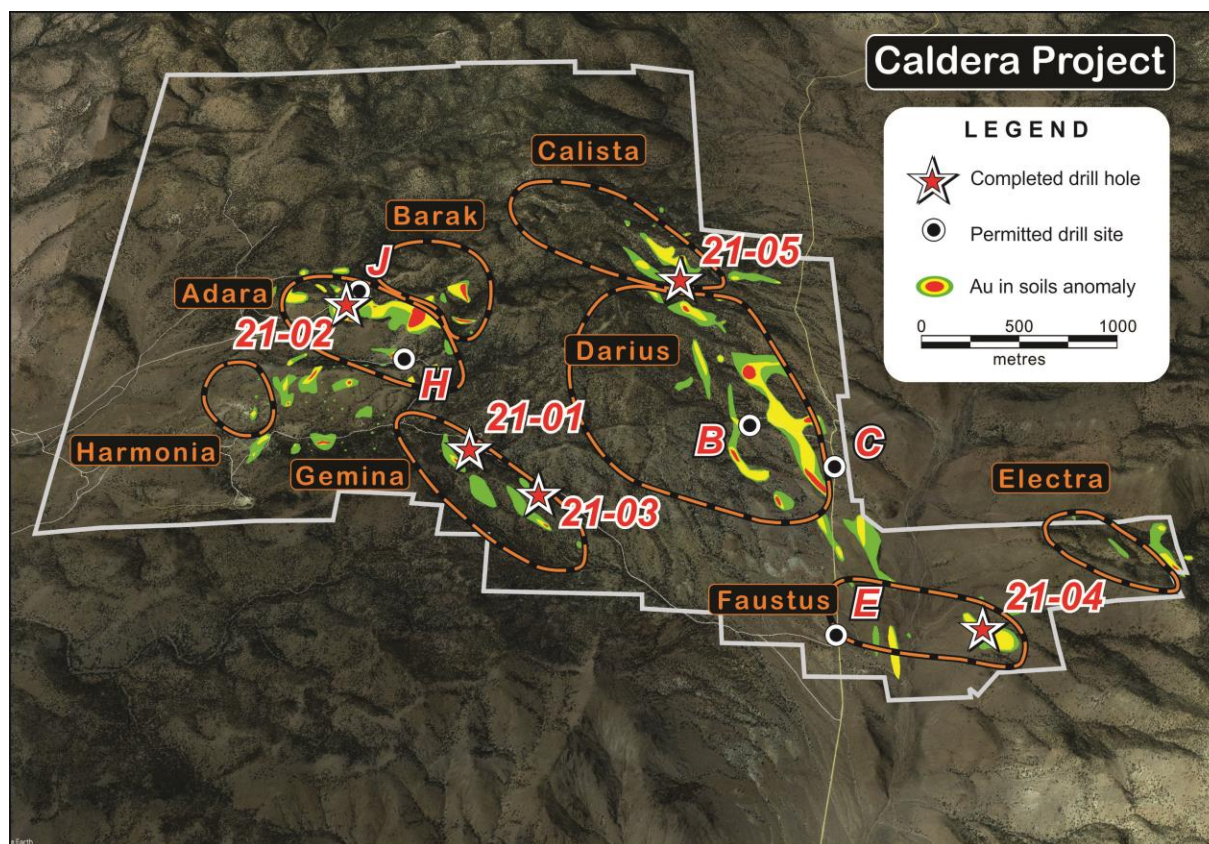 Caldera Project
LEGEND
Completed drill hole
Permitted drill site
Au in soils anomaly
0 500 1000
metres
Calista
Barak
21-05
J
Adara
21-02
Darius
H
21-01
B
C
Harmonia
Gemina
Electra
21-03
Faustus
E
21-04
Earth